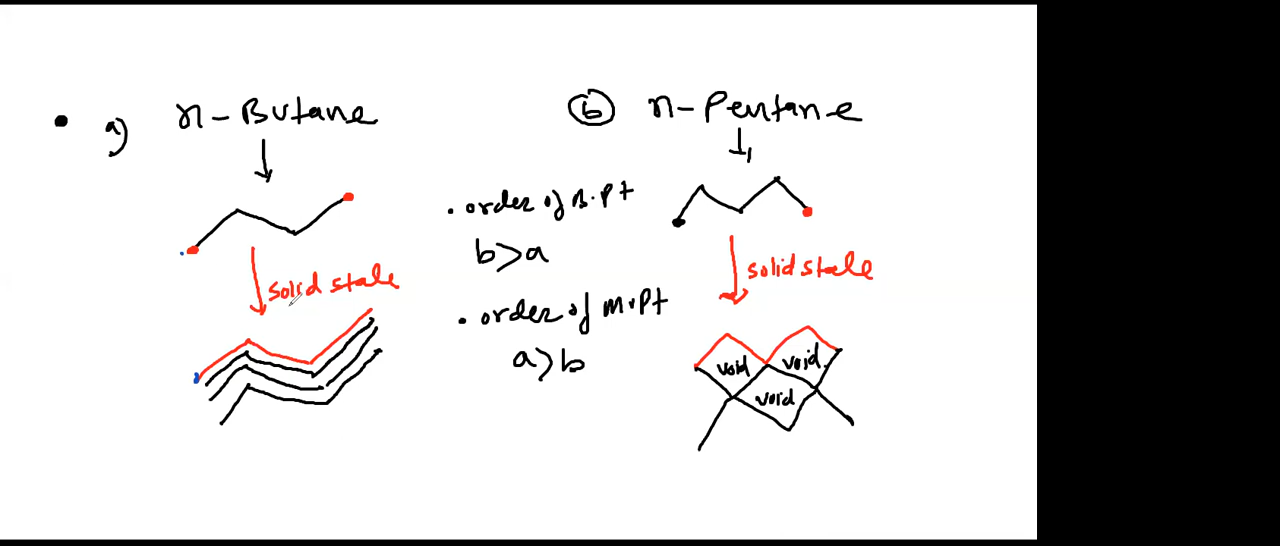 • a) n-Butane
b n-Pentane
. order of B.Pt
b>a
solid state
solid state
. order of M.Pt
a>b
void void
void